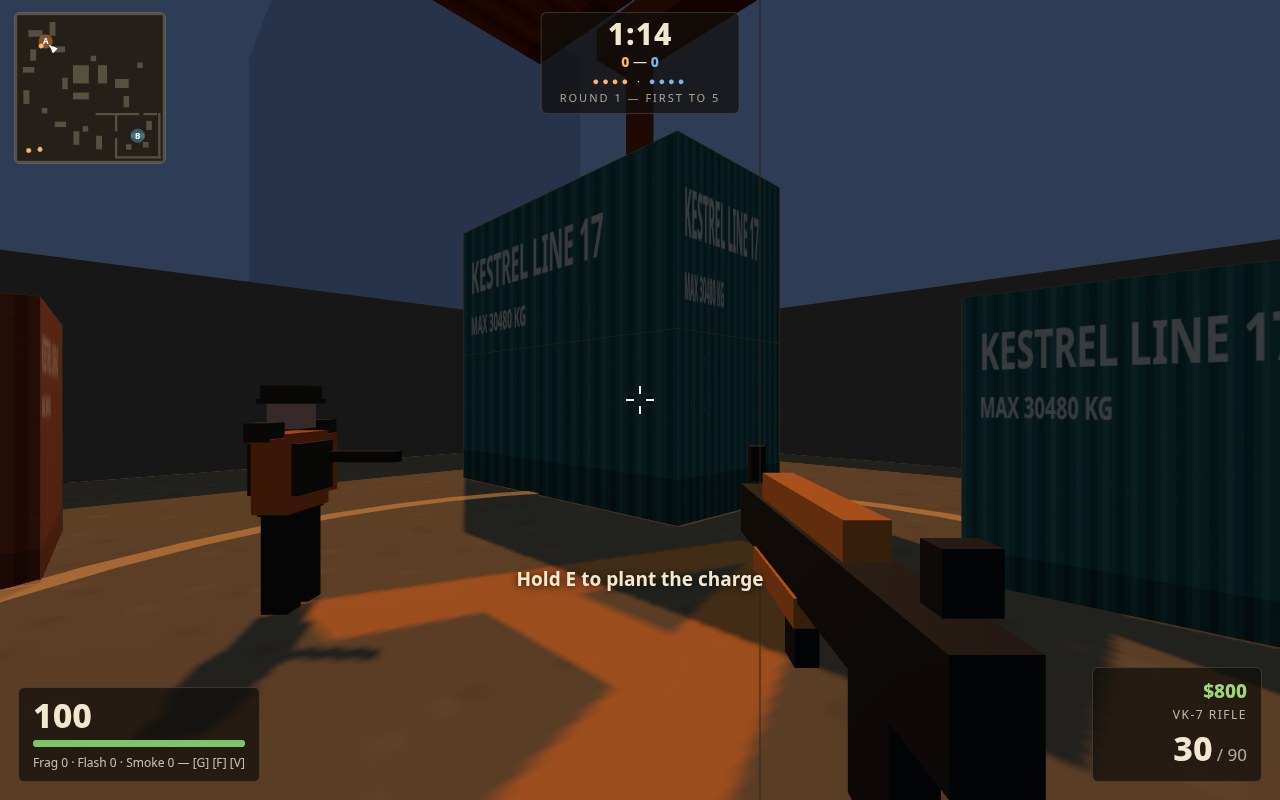 A
B
1:14
0 — 0
ROUND 1 — FIRST TO 5
KESTREL LINE 17
MAX 30480 KG
KESTREL LINE 17
MAX 30480 KG
KESTREL LINE 17
MAX 30480 KG
Hold E to plant the charge
100
Frag 0 · Flash 0 · Smoke 0 — [G] [F] [V]
$800
VK-7 RIFLE
30 / 90